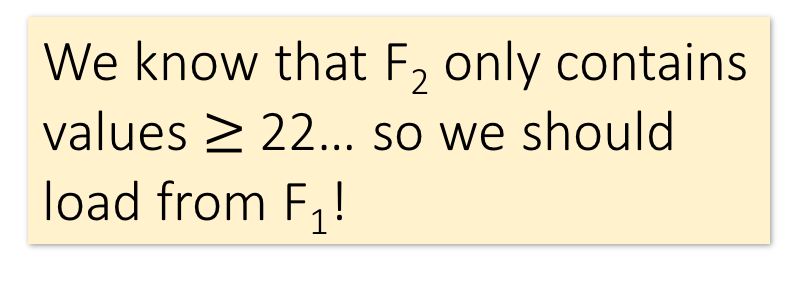 We know that F₂ only contains
values ≥ 22… so we should
load from F₁!